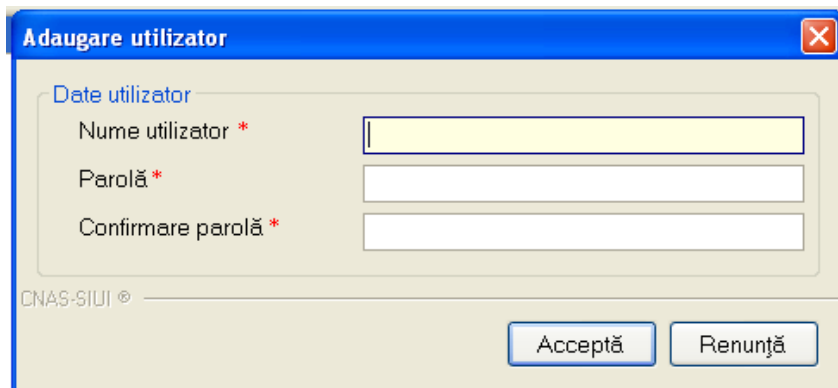 Adaugare utilizator
Date utilizator
Nume utilizator *
Parolă *
Confirmare parolă *
CNAS-SIUI ®
Acceptă Renunţă